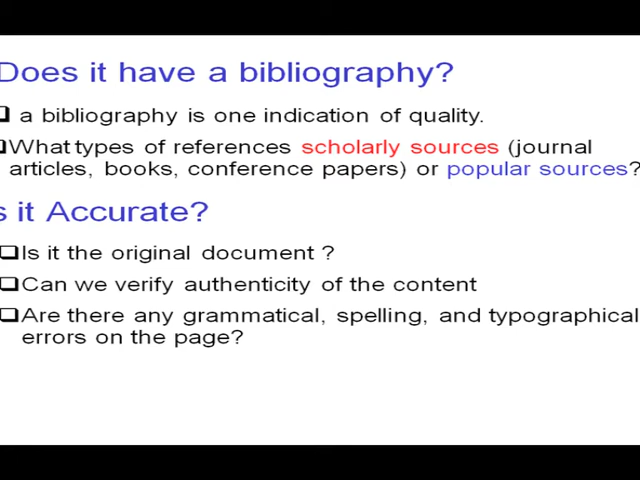 Does it have a bibliography?
a bibliography is one indication of quality.
What types of references scholarly sources (journal
articles, books, conference papers) or popular sources?
s it Accurate?
Is it the original document ?
Can we verify authenticity of the content
Are there any grammatical, spelling, and typographical
errors on the page?